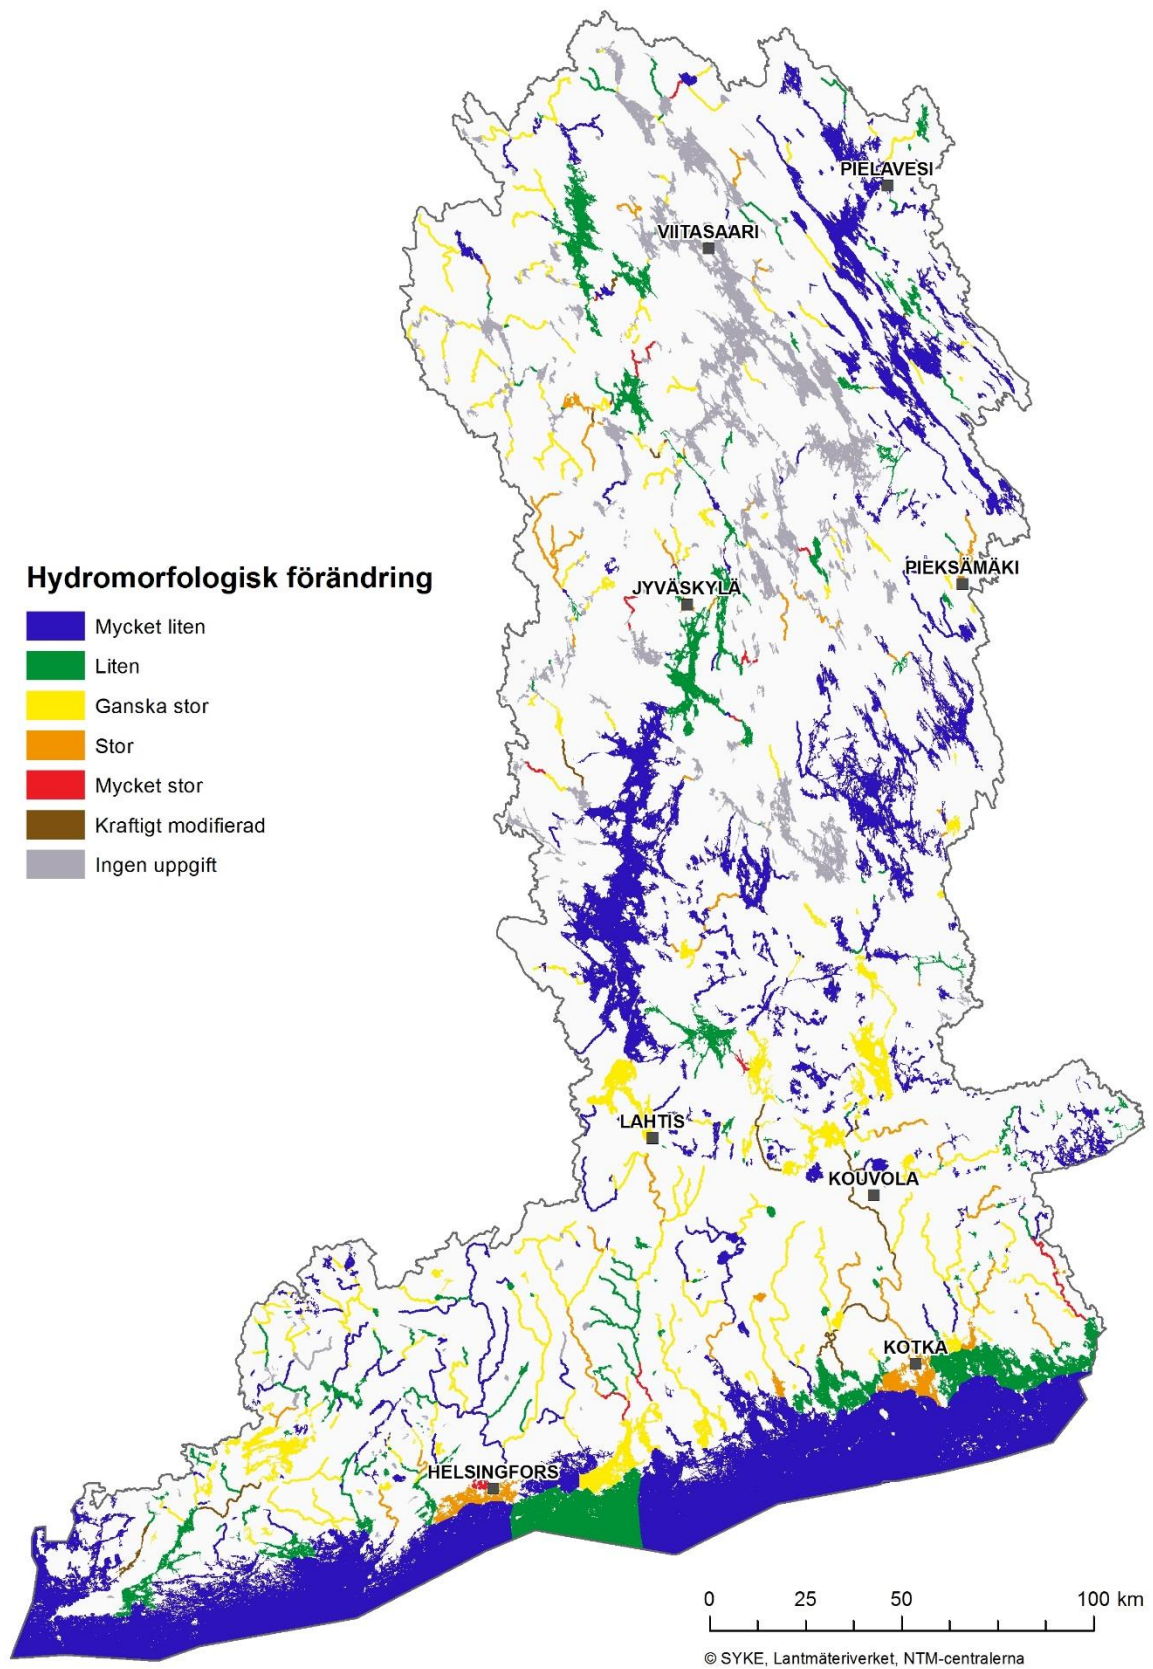 PIELAVESI
VIITASAARI
PIEKSÄMÄKI
JYVÄSKYLÄ
Hydromorfologisk förändring
Mycket liten
Liten
Ganska stor
Stor
Mycket stor
Kraftigt modifierad
Ingen uppgift
LAHTIS
KOUVOLA
KOTKA
HELSINGFORS
0 25 50 100 km
© SYKE, Lantmäteriverket, NTM-centralerna